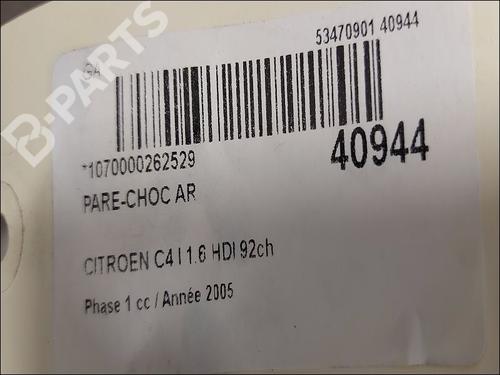 GA
53470901 40944
*1070000262529
40944
PARE-CHOC AR
CITROEN C4 I 1.6 HDI 92ch
Phase 1 cc / Année 2005
B-PARTS